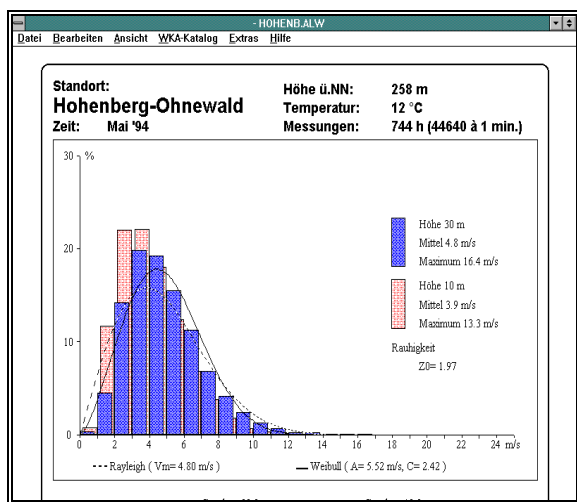 - HOHENB.ALW
Datei Bearbeiten Ansicht WKA-Katalog Extras Hilfe
Standort:
Hohenberg-Ohnewald
Zeit: Mai '94
Höhe ü.NN: 258 m
Temperatur: 12 °C
Messungen: 744 h (44640 à 1 min.)
30 %
20
10
0
0 2 4 6 8 10 12 14 16 18 20 22 24 m/s
Höhe 30 m
Mittel 4.8 m/s
Maximum 16.4 m/s
Höhe 10 m
Mittel 3.9 m/s
Maximum 13.3 m/s
Rauhigkeit
Z0= 1.97
Rayleigh ( Vm= 4.80 m/s )
Weibull ( A= 5.52 m/s, C= 2.42 )